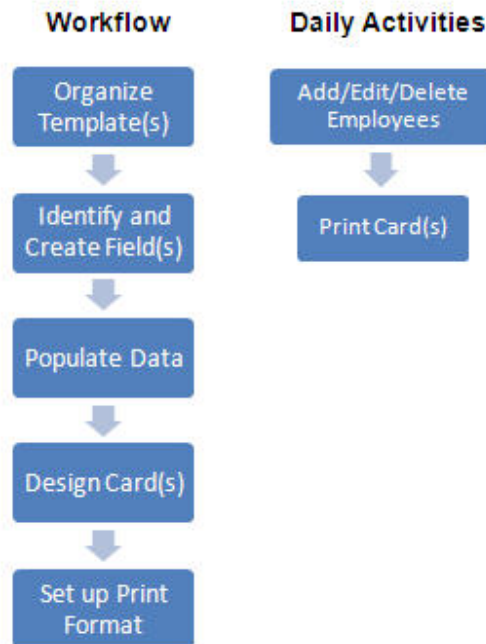 Workflow
Organize
Template(s)
Identify and
Create Field(s)
Populate Data
Design Card(s)
Set up Print
Format
Daily Activities
Add/Edit/Delete
Employees
Print Card(s)